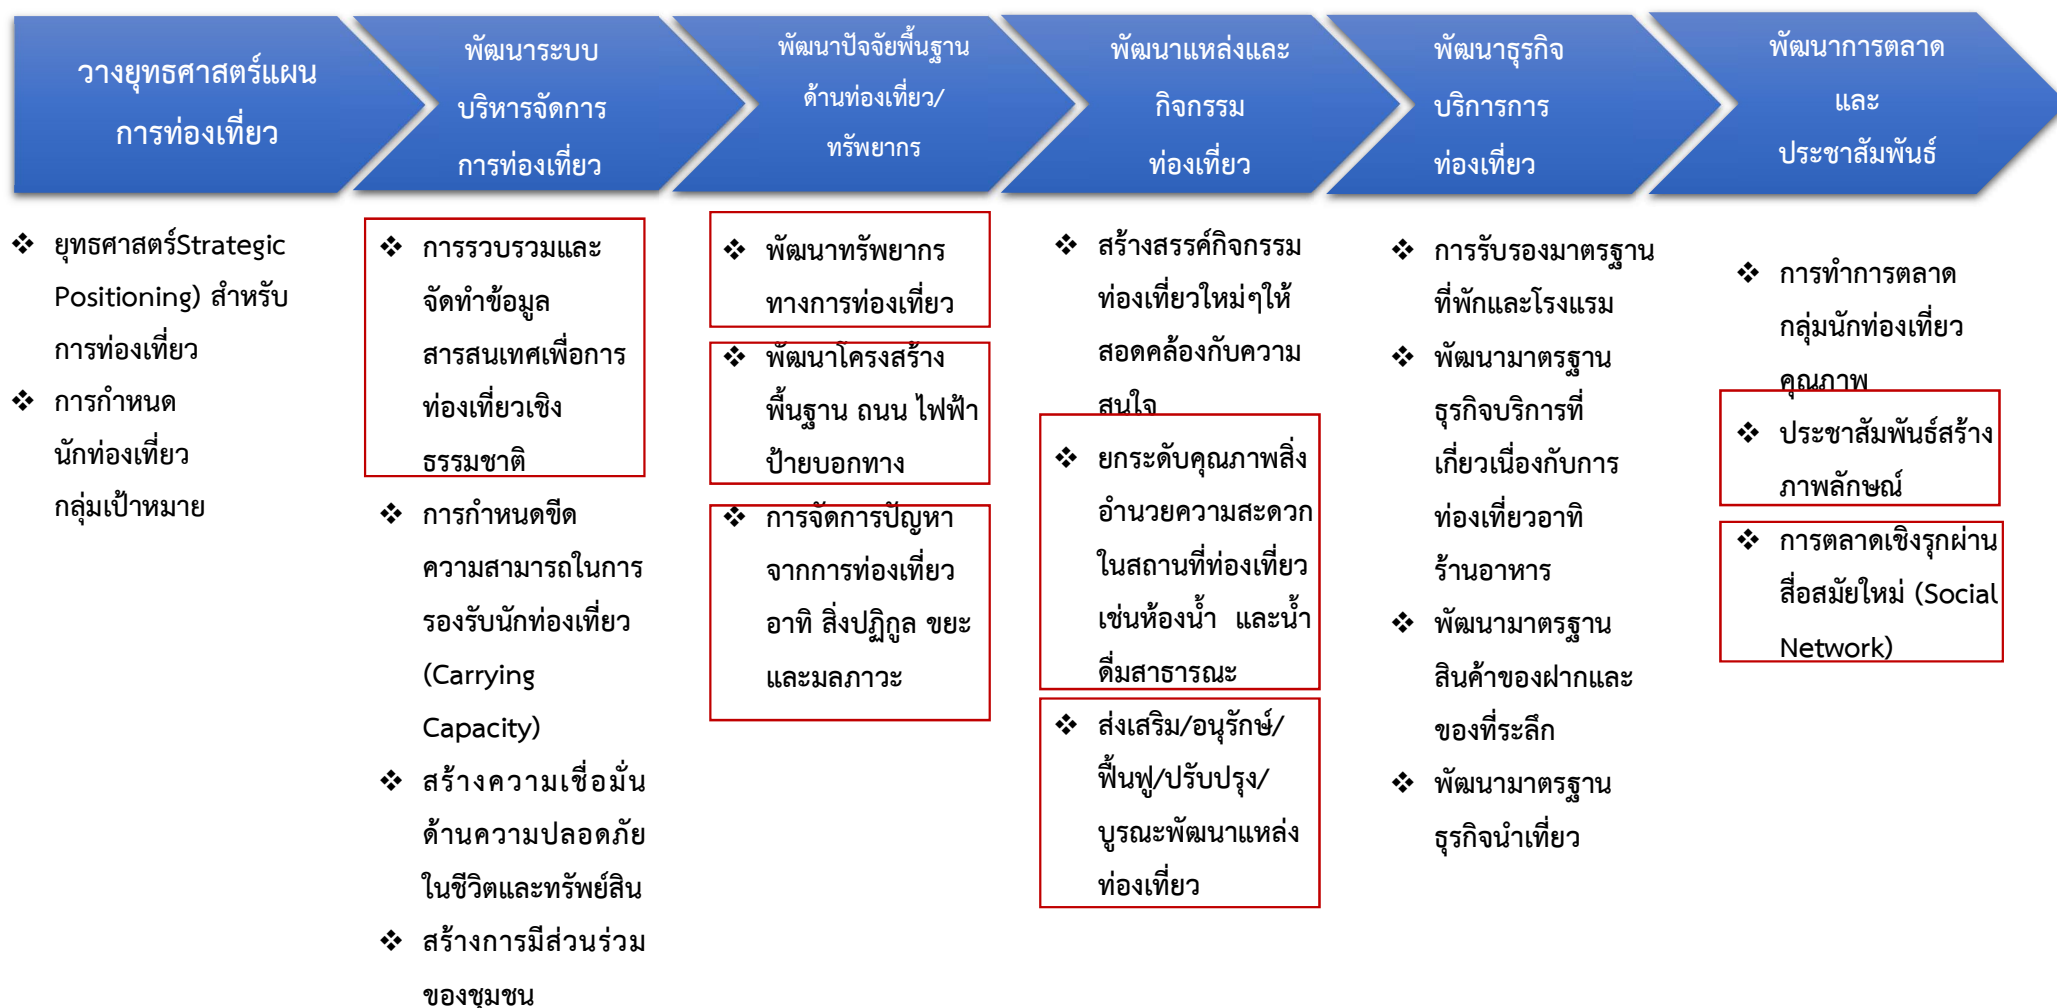 วางยุทธศาสตร์แผน
การท่องเที่ยว
พัฒนาระบบ
บริหารจัดการ
การท่องเที่ยว
พัฒนาปัจจัยพื้นฐาน
ด้านท่องเที่ยว/
ทรัพยากร
พัฒนาแหล่งและ
กิจกรรม
ท่องเที่ยว
พัฒนาธุรกิจ
บริการการ
ท่องเที่ยว
พัฒนาการตลาด
และ
ประชาสัมพันธ์
❖ ยุทธศาสตร์Strategic
Positioning) สำหรับ
การท่องเที่ยว
❖ การกำหนด
นักท่องเที่ยว
กลุ่มเป้าหมาย
❖ การรวบรวมและ
จัดทำข้อมูล
สารสนเทศเพื่อการ
ท่องเที่ยวเชิง
ธรรมชาติ
❖ การกำหนดขีด
ความสามารถในการ
รองรับนักท่องเที่ยว
(Carrying
Capacity)
❖ สร้างความเชื่อมั่น
ด้านความปลอดภัย
ในชีวิตและทรัพย์สิน
❖ สร้างการมีส่วนร่วม
ของชุมชน
❖ พัฒนาทรัพยากร
ทางการท่องเที่ยว
❖ พัฒนาโครงสร้าง
พื้นฐาน ถนน ไฟฟ้า
ป้ายบอกทาง
❖ การจัดการปัญหา
จากการท่องเที่ยว
อาทิ สิ่งปฏิกูล ขยะ
และมลภาวะ
❖ สร้างสรรค์กิจกรรม
ท่องเที่ยวใหม่ๆให้
สอดคล้องกับความ
สนใจ
❖ ยกระดับคุณภาพสิ่ง
อำนวยความสะดวก
ในสถานที่ท่องเที่ยว
เช่นห้องน้ำ และน้ำ
ดื่มสาธารณะ
❖ ส่งเสริม/อนุรักษ์/
ฟื้นฟู/ปรับปรุง/
บูรณะพัฒนาแหล่ง
ท่องเที่ยว
❖ การรับรองมาตรฐาน
ที่พักและโรงแรม
❖ พัฒนามาตรฐาน
ธุรกิจบริการที่
เกี่ยวเนื่องกับการ
ท่องเที่ยวอาทิ
ร้านอาหาร
❖ พัฒนามาตรฐาน
สินค้าของฝากและ
ของที่ระลึก
❖ พัฒนามาตรฐาน
ธุรกิจนำเที่ยว
❖ การทำการตลาด
กลุ่มนักท่องเที่ยว
คุณภาพ
❖ ประชาสัมพันธ์สร้าง
ภาพลักษณ์
❖ การตลาดเชิงรุกผ่าน
สื่อสมัยใหม่ (Social
Network)